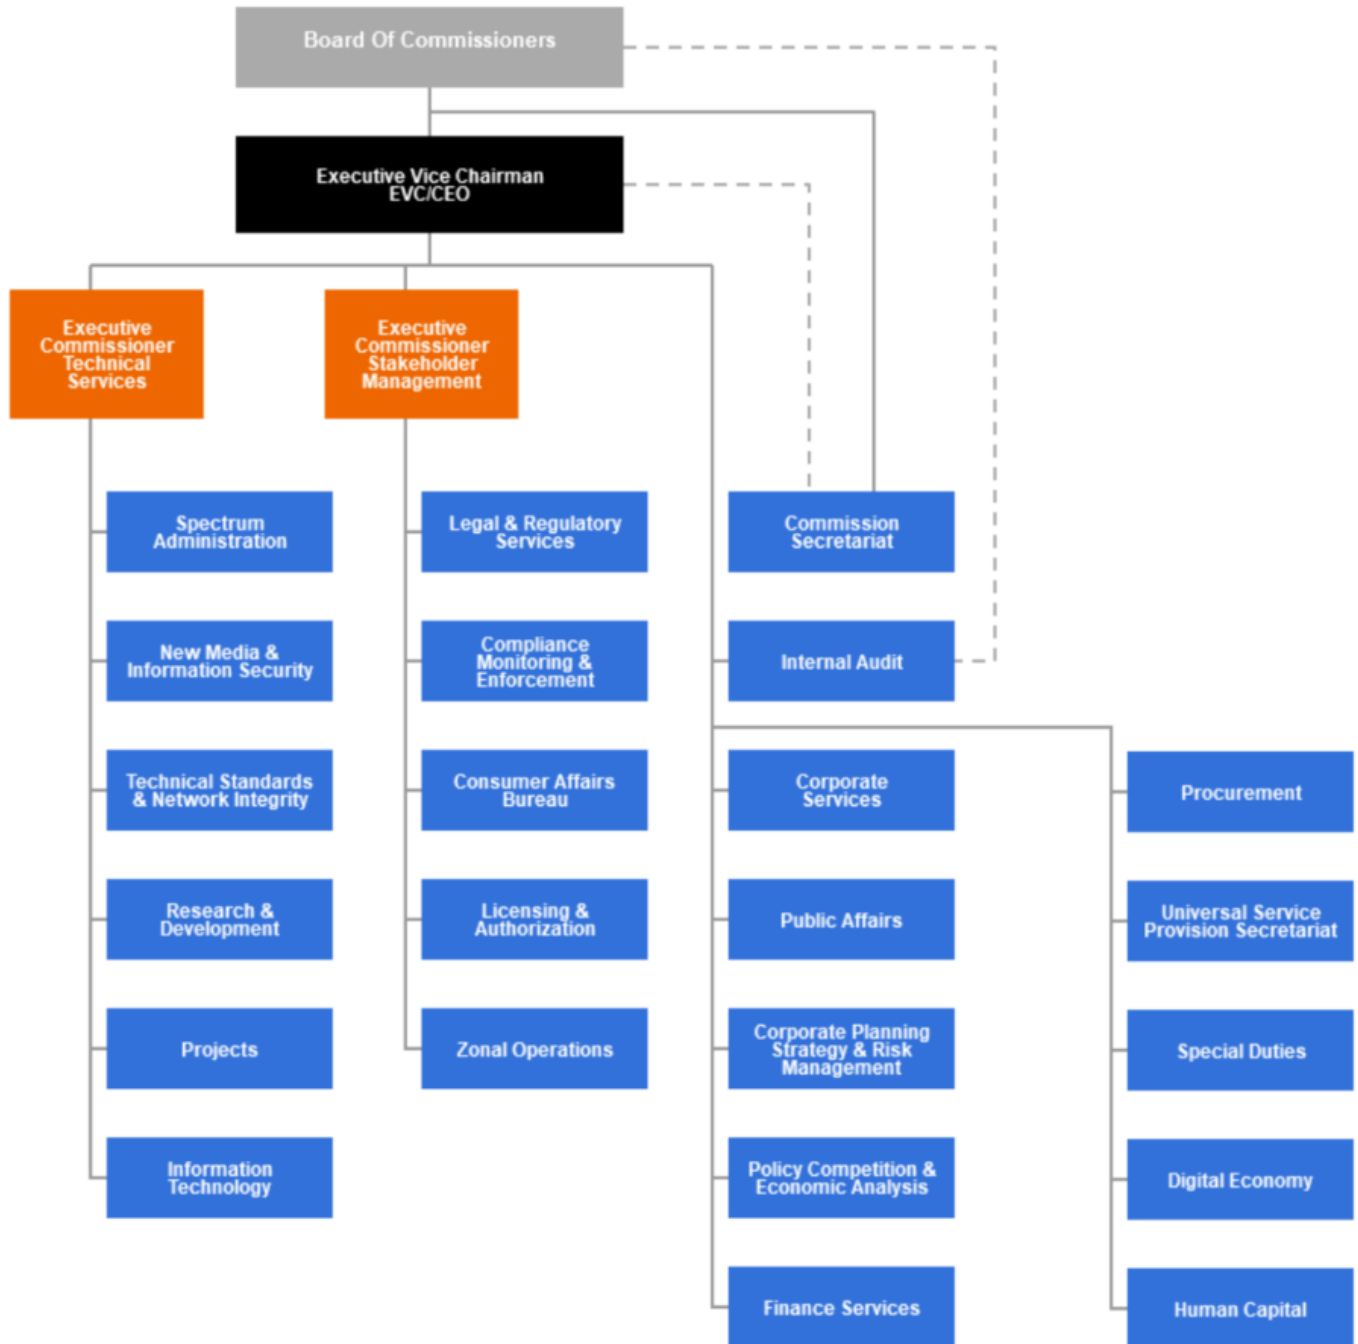 Board Of Commissioners
Executive Vice Chairman
EVC/CEO
Executive
Commissioner
Technical
Services
Executive
Commissioner
Stakeholder
Management
Spectrum
Administration
New Media &
Information Security
Technical Standards
& Network Integrity
Research &
Development
Projects
Information
Technology
Legal & Regulatory
Services
Compliance
Monitoring &
Enforcement
Consumer Affairs
Bureau
Licensing &
Authorization
Zonal Operations
Commission
Secretariat
Internal Audit
Corporate
Services
Public Affairs
Corporate Planning
Strategy & Risk
Management
Policy Competition &
Economic Analysis
Finance Services
Procurement
Universal Service
Provision Secretariat
Special Duties
Digital Economy
Human Capital